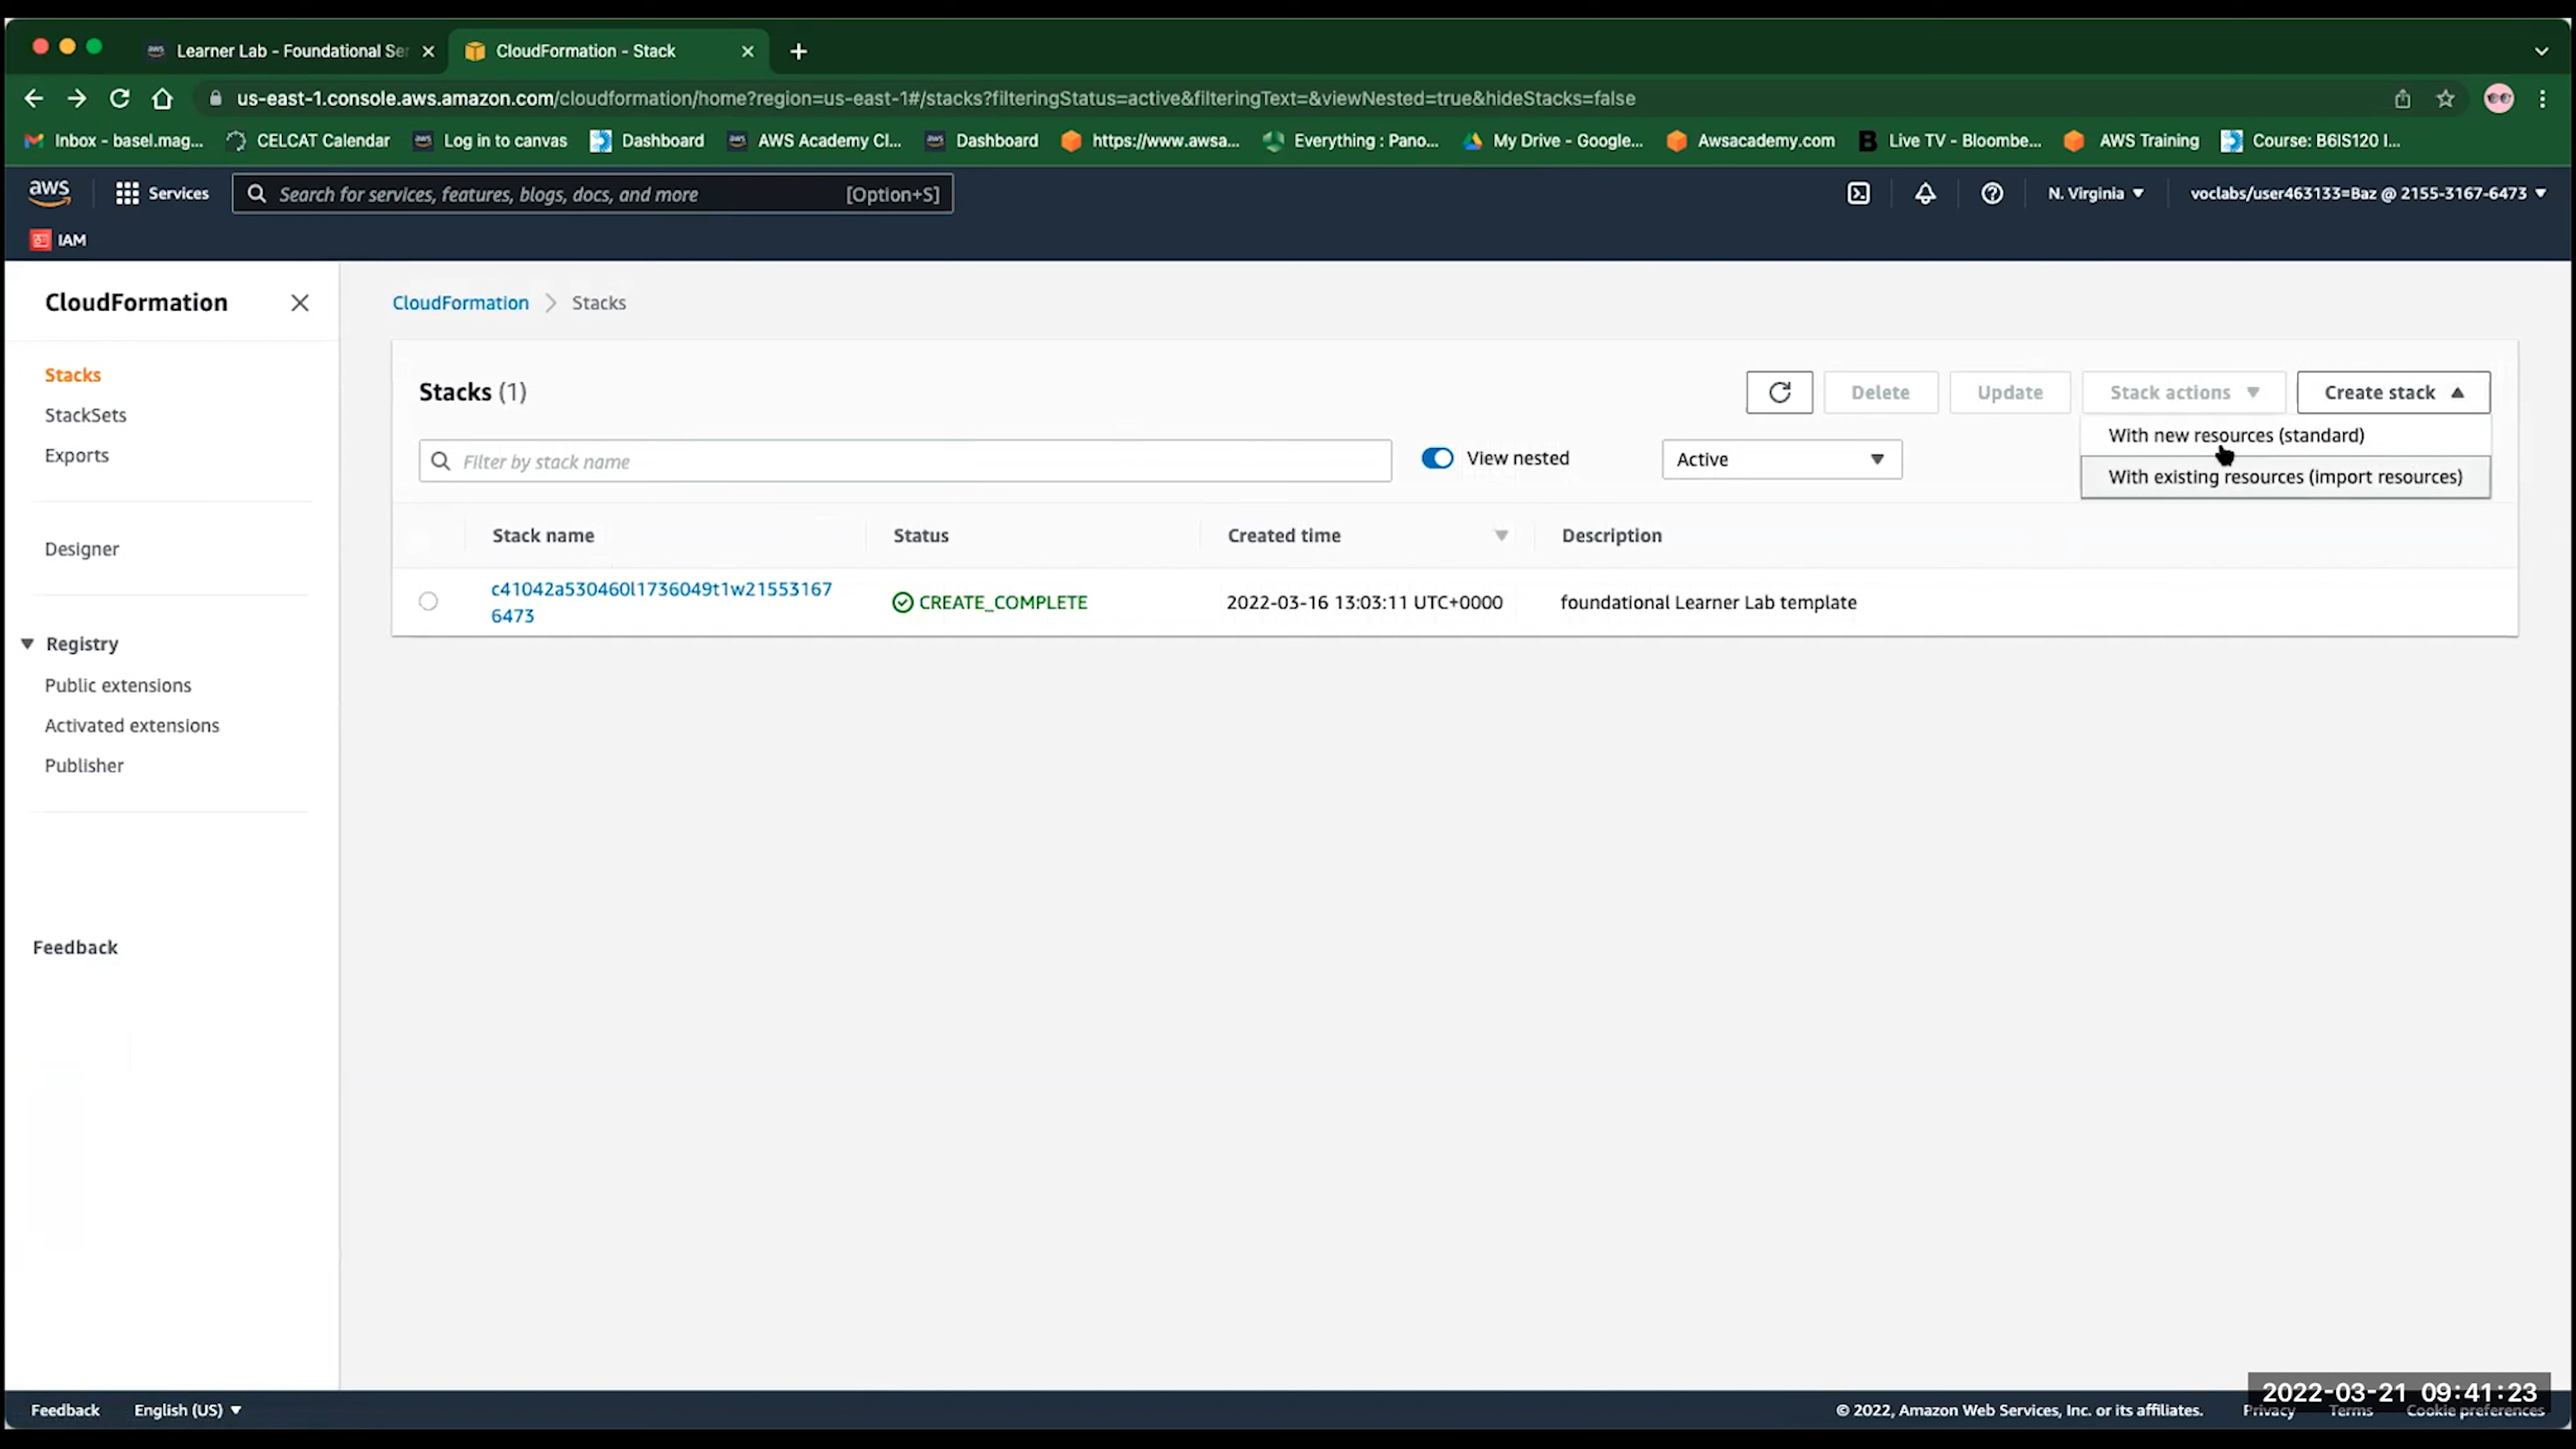 Learner Lab - Foundational Ser
CloudFormation - Stack
us-east-1.console.aws.amazon.com/cloudformation/home?region=us-east-1#/stacks?filteringStatus=active&filteringText=&viewNested=true&hideStacks=false
Inbox - basel.mag... CELCAT Calendar aws Log in to canvas Dashboard aws AWS Academy Cl... aws Dashboard https://www.awsa... Everything : Pano... My Drive - Google... Awsacademy.com B Live TV - Bloombe... AWS Training Course: B6IS120 I...
aws Services Search for services, features, blogs, docs, and more [Option+S] N. Virginia voclabs/user463133=Baz @ 2155-3167-6473
IAM
CloudFormation
Stacks
StackSets
Exports
Designer
Registry
Public extensions
Activated extensions
Publisher
Feedback
CloudFormation > Stacks
Stacks (1)
Delete Update Stack actions Create stack
With new resources (standard)
With existing resources (import resources)
Filter by stack name View nested Active
Stack name Status Created time Description
c41042a530460l1736049t1w21553167
6473
CREATE_COMPLETE 2022-03-16 13:03:11 UTC+0000 foundational Learner Lab template
2022-03-21 09:41:23
Feedback English (US) © 2022, Amazon Web Services, Inc. or its affiliates. Privacy Terms Cookie preferences